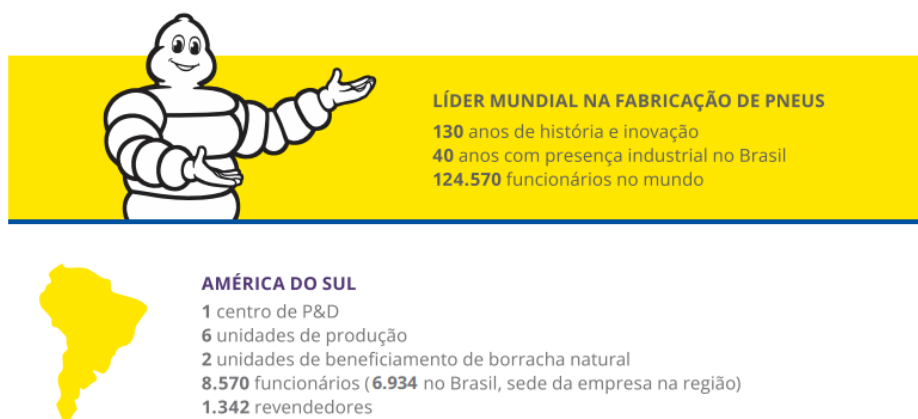 LÍDER MUNDIAL NA FABRICAÇÃO DE PNEUS
130 anos de história e inovação
40 anos com presença industrial no Brasil
124.570 funcionários no mundo
AMÉRICA DO SUL
1 centro de P&D
6 unidades de produção
2 unidades de beneficiamento de borracha natural
8.570 funcionários (6.934 no Brasil, sede da empresa na região)
1.342 revendedores